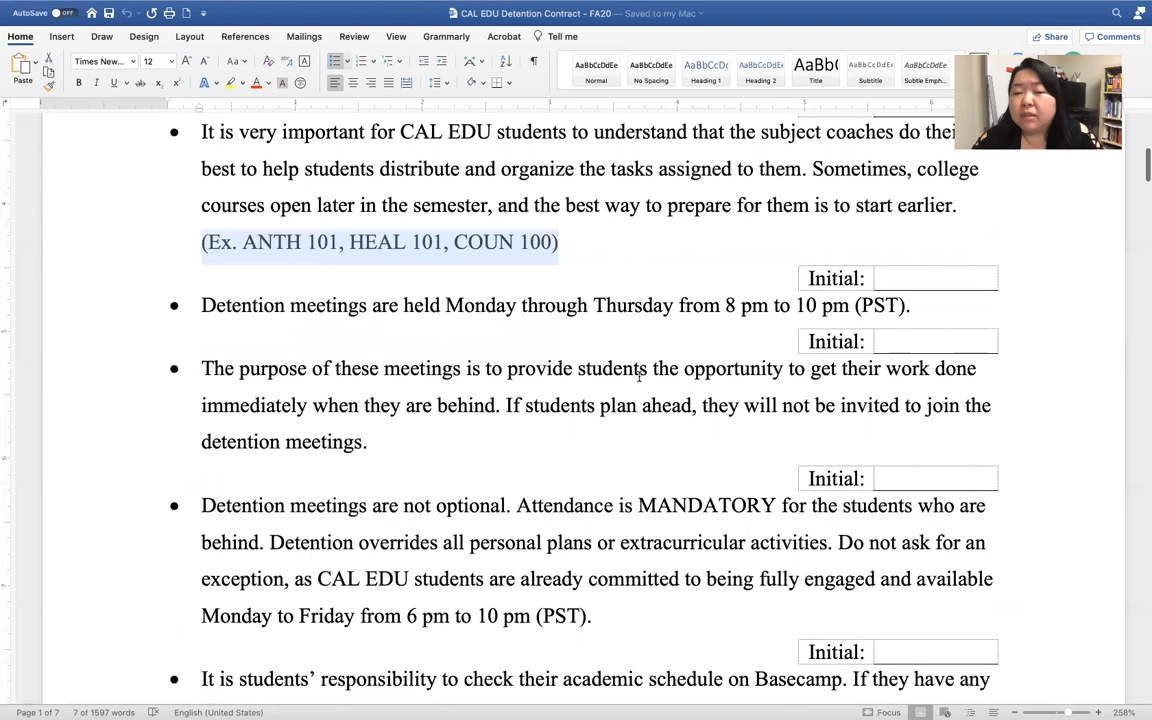 AutoSave OFF CAL EDU Detention Contract - FA20 — Saved to my Mac
Home Insert Draw Design Layout References Mailings Review View Grammarly Acrobat Tell me Share Comments
Paste Times New... 12 AaBbCcDdEe AaBbCcDdEe AaBbCcDc AaBbCcDdEe AaBb( AaBbCcDdEe AaBbCcDdEe
Normal No Spacing Heading 1 Heading 2 Title Subtitle Subtle Emph...
• It is very important for CAL EDU students to understand that the subject coaches do thei
best to help students distribute and organize the tasks assigned to them. Sometimes, college
courses open later in the semester, and the best way to prepare for them is to start earlier.
(Ex. ANTH 101, HEAL 101, COUN 100)
Initial:
• Detention meetings are held Monday through Thursday from 8 pm to 10 pm (PST).
Initial:
• The purpose of these meetings is to provide students the opportunity to get their work done
immediately when they are behind. If students plan ahead, they will not be invited to join the
detention meetings.
Initial:
• Detention meetings are not optional. Attendance is MANDATORY for the students who are
behind. Detention overrides all personal plans or extracurricular activities. Do not ask for an
exception, as CAL EDU students are already committed to being fully engaged and available
Monday to Friday from 6 pm to 10 pm (PST).
Initial:
• It is students’ responsibility to check their academic schedule on Basecamp. If they have any
Page 1 of 7 7 of 1597 words English (United States) Focus 258%